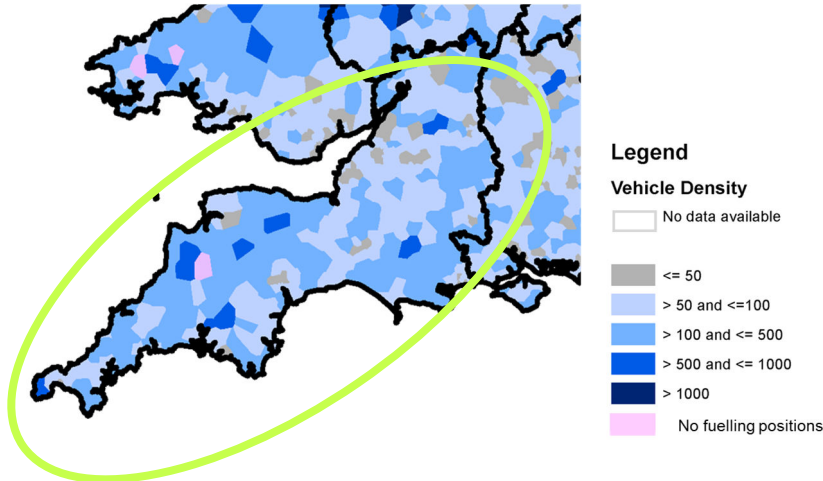 Legend
Vehicle Density
No data available
<= 50
> 50 and <=100
> 100 and <= 500
> 500 and <= 1000
> 1000
No fuelling positions